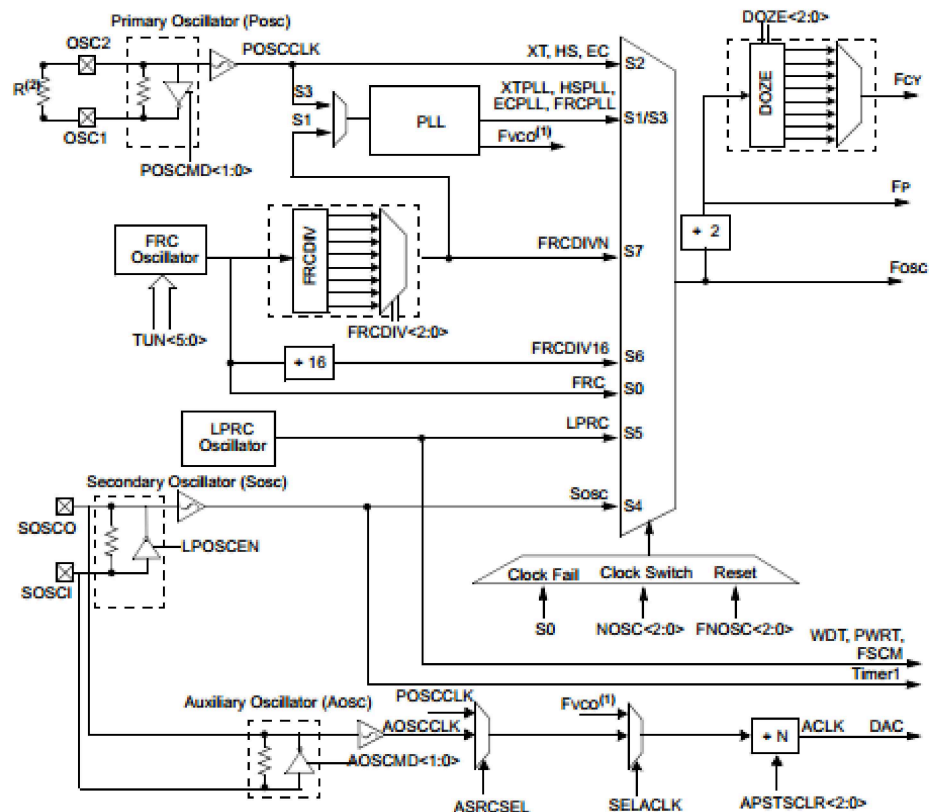 Primary Oscillator (Posc)
DOZE<2:0>
OSC2
POSCCLK
XT, HS, EC
S2
R(2)
S3
XTPLL, HSPLL,
ECPLL, FRCPLL
DOZE
FCY
S1
PLL
S1/S3
OSC1
FVCO(1)
POSCMD<1:0>
FP
÷ 2
FRC
Oscillator
FRCDIV
FRCDIVN
S7
FOSC
TUN<5:0>
FRCDIV<2:0>
÷ 16
FRCDIV16
S6
FRC
S0
LPRC
Oscillator
LPRC
S5
Secondary Oscillator (Sosc)
Sosc
S4
SOSCO
LPOSCEN
SOSCI
Clock Fail
Clock Switch
Reset
S0
NOSC<2:0>
FNOSC<2:0>
WDT, PWRT,
FSCM
Timer1
Auxiliary Oscillator (Aosc)
POSCCLK
FVCO(1)
AOSCCLK
÷ N
ACLK
DAC
AOSCMD<1:0>
ASRCSEL
SELACLK
APSTSCLR<2:0>